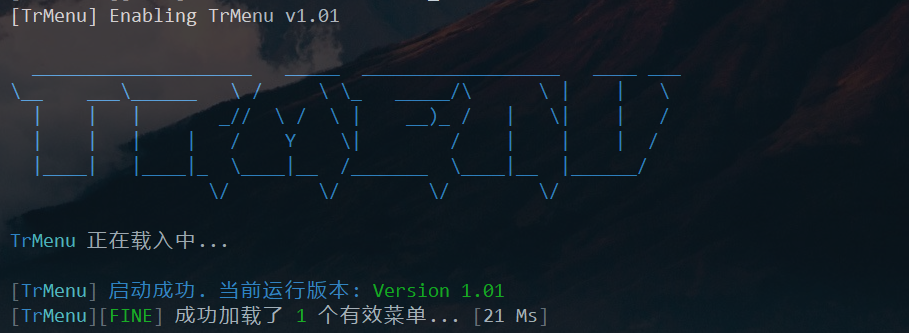 [TrMenu] Enabling TrMenu v1.01
TrMenu 正在载入中...
[TrMenu] 启动成功. 当前运行版本: Version 1.01
[TrMenu][FINE] 成功加载了 1 个有效菜单... [21 Ms]